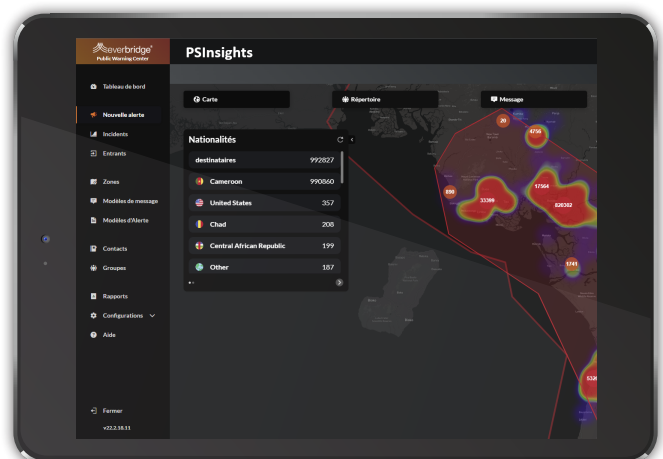 everbridge®
Public Warning Center
PSInsights
Tableau de bord
Nouvelle alerte
Incidents
Entrants
Zones
Modèles de message
Modèles d'Alerte
Contacts
Groupes
Rapports
Configurations
Aide
Fermer
v22.2.18.11
Carte
Répertoire
Message
Nationalités
destinataires 992827
Cameroon 990860
United States 357
Chad 208
Central African Republic 199
Other 187
20
4756
890
33399
17564
820302
1741